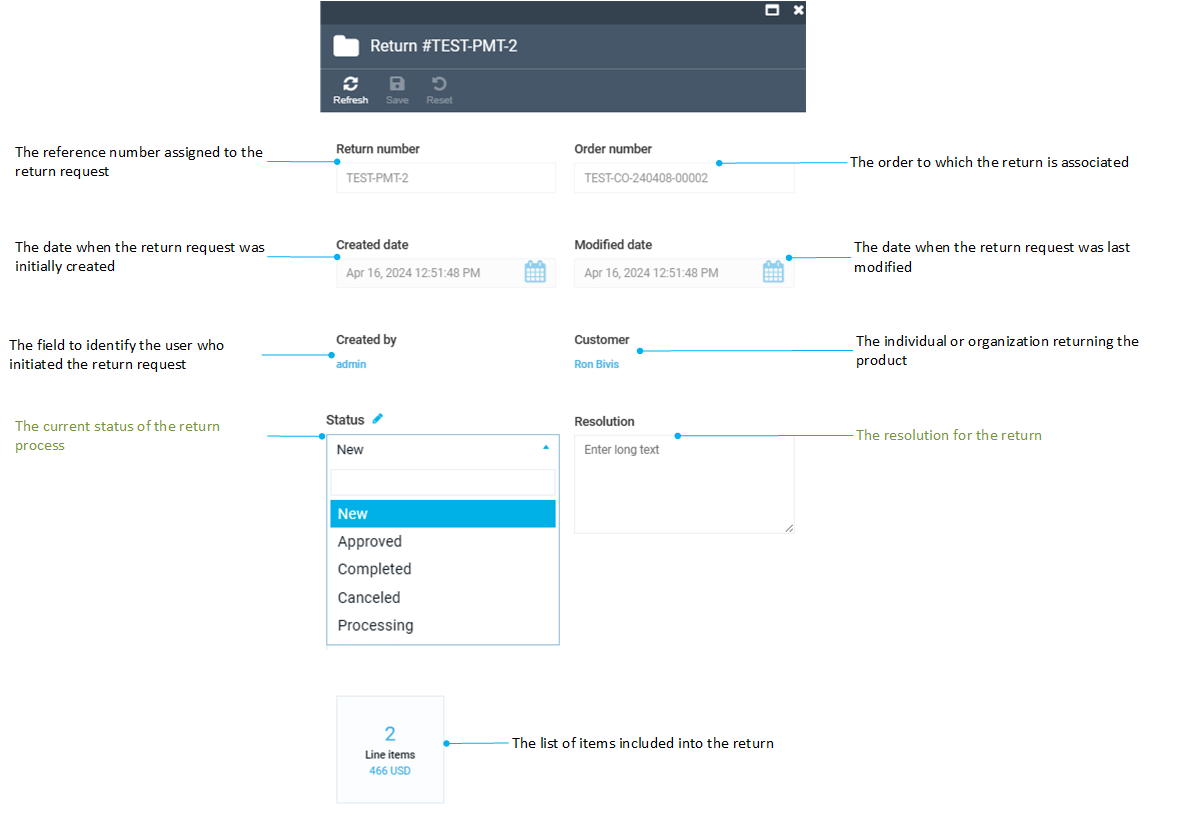 Return #TEST-PMT-2
Refresh Save Reset
The reference number assigned to the
return request
Return number
TEST-PMT-2
Order number
TEST-CO-240408-00002
The order to which the return is associated
The date when the return request was
initially created
Created date
Apr 16, 2024 12:51:48 PM
Modified date
Apr 16, 2024 12:51:48 PM
The date when the return request was last
modified
The field to identify the user who
initiated the return request
Created by
admin
Customer
Ron Bivis
The individual or organization returning the
product
The current status of the return
process
Status
New
New
Approved
Completed
Canceled
Processing
Resolution
Enter long text
The resolution for the return
2
Line items
466 USD
The list of items included into the return